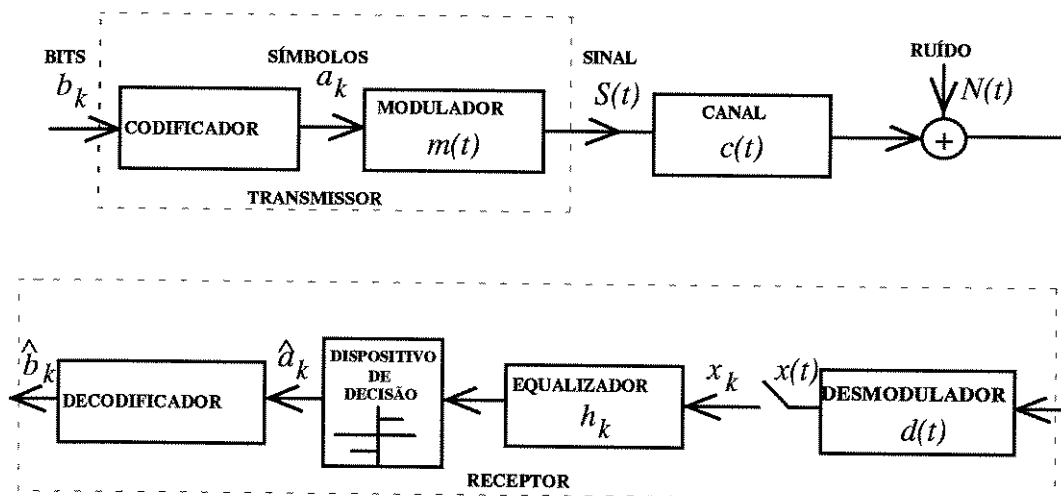 BITS
b_k
CODIFICADOR
SÍMBOLOS
a_k
MODULADOR
m(t)
TRANSMISSOR
SINAL
S(t)
CANAL
c(t)
RUÍDO
N(t)
+
b̂_k
DECODIFICADOR
â_k
DISPOSITIVO
DE
DECISÃO
EQUALIZADOR
h_k
x_k
x(t)
DESMODULADOR
d(t)
RECEPTOR